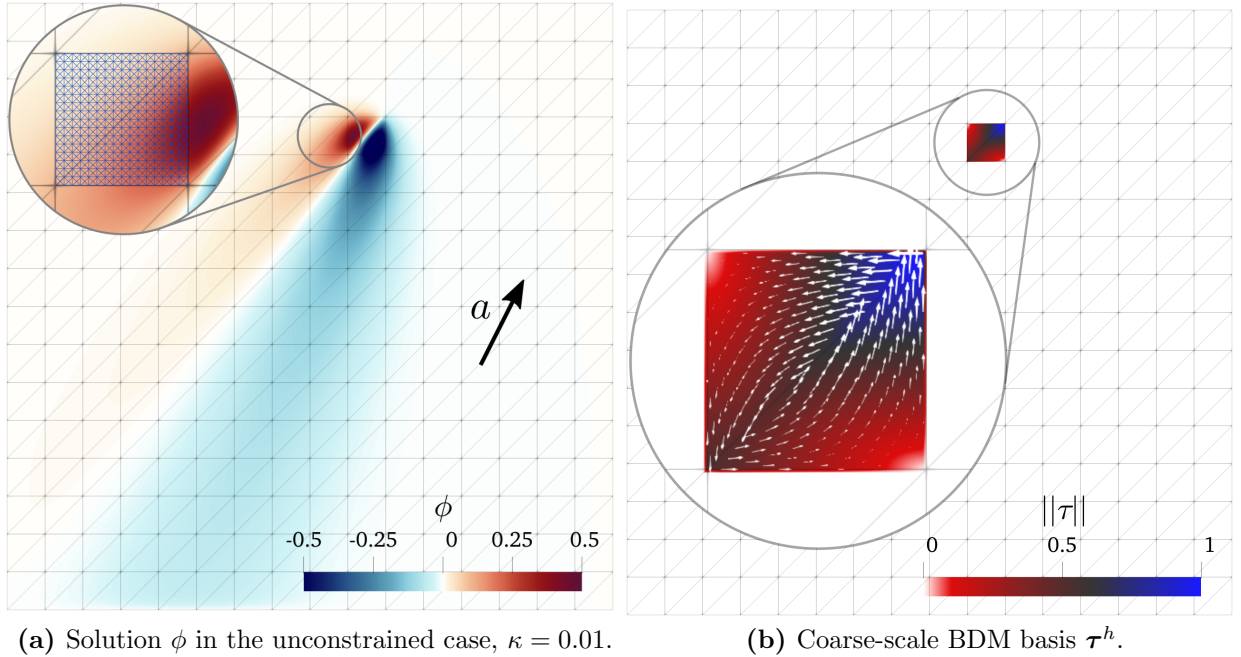 a
ϕ
-0.5 -0.25 0 0.25 0.5
||τ||
0 0.5 1
(a) Solution ϕ in the unconstrained case, κ = 0.01.
(b) Coarse-scale BDM basis τʰ.